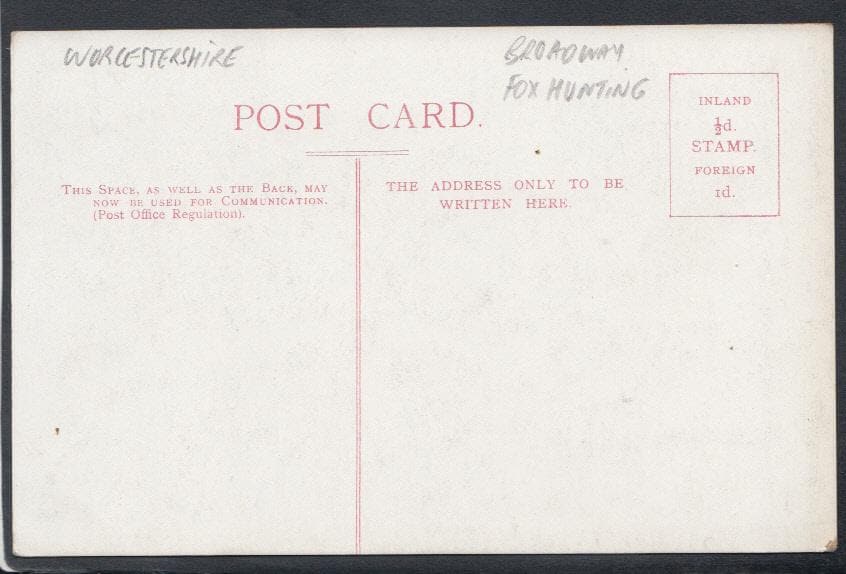 WORCESTERSHIRE
BROADWAY
FOX HUNTING
POST CARD.
THIS SPACE, AS WELL AS THE BACK, MAY
NOW BE USED FOR COMMUNICATION.
(Post Office Regulation).
THE ADDRESS ONLY TO BE
WRITTEN HERE.
INLAND
½d.
STAMP.
FOREIGN
1d.